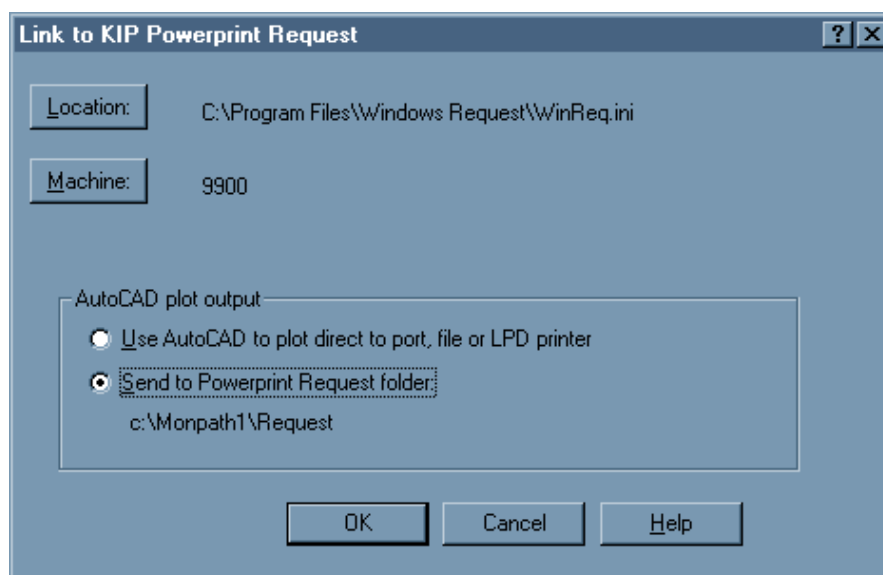 Link to KIP Powerprint Request
Location: C:\Program Files\Windows Request\WinReq.ini
Machine: 9900
AutoCAD plot output
Use AutoCAD to plot direct to port, file or LPD printer
Send to Powerprint Request folder:
c:\Monpath1\Request
OK Cancel Help